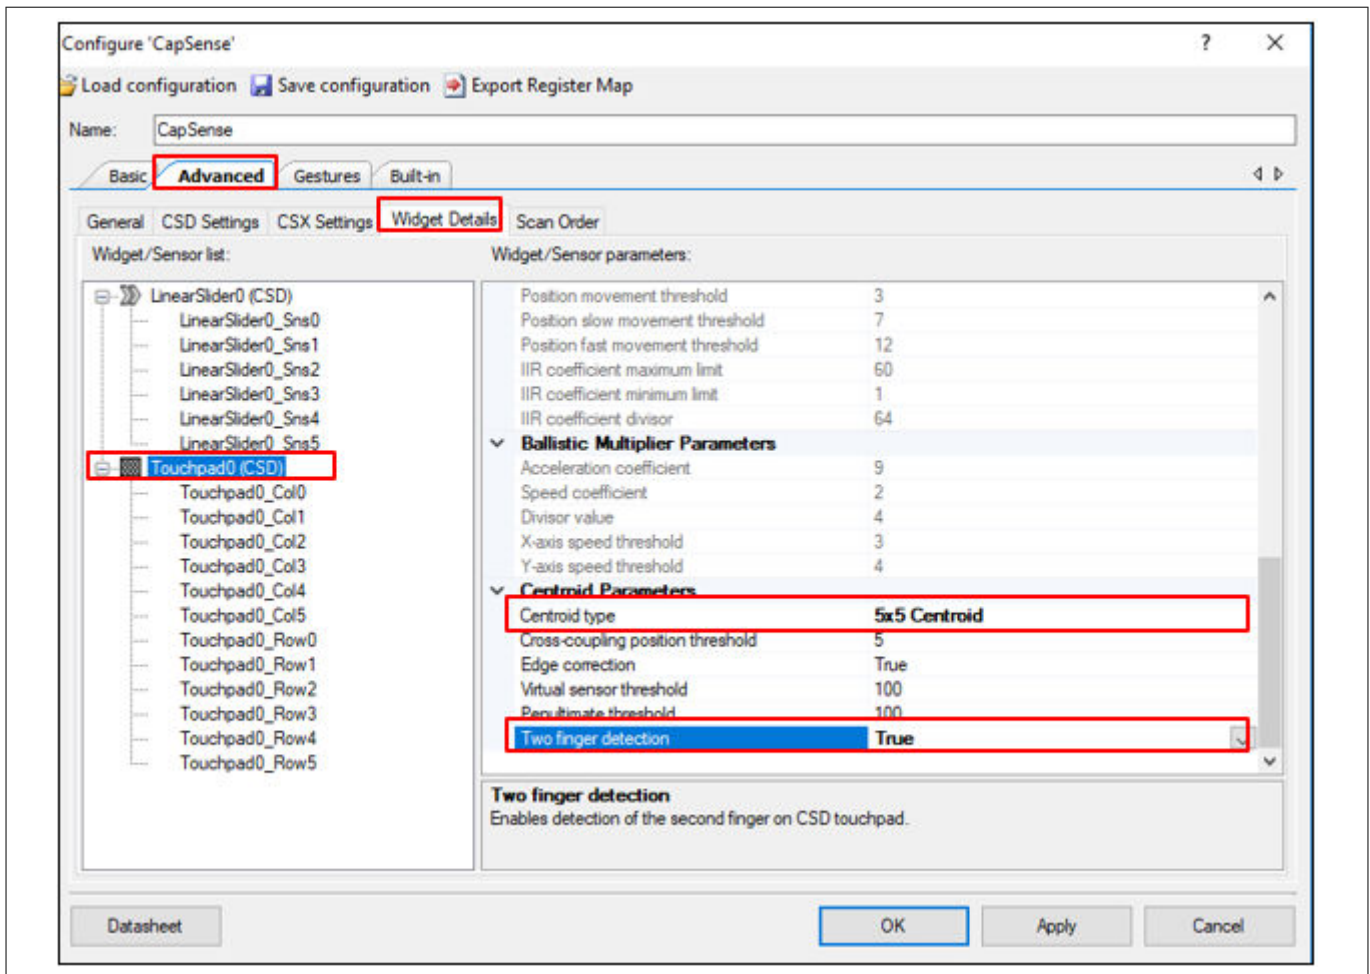 Configure 'CapSense'
? ×
Load configuration Save configuration Export Register Map
Name: CapSense
Basic Advanced Gestures Built-in
General CSD Settings CSX Settings Widget Details Scan Order
Widget/Sensor list: Widget/Sensor parameters:
LinearSlider0 (CSD)
LinearSlider0_Sns0
LinearSlider0_Sns1
LinearSlider0_Sns2
LinearSlider0_Sns3
LinearSlider0_Sns4
LinearSlider0_Sns5
Touchpad0 (CSD)
Touchpad0_Col0
Touchpad0_Col1
Touchpad0_Col2
Touchpad0_Col3
Touchpad0_Col4
Touchpad0_Col5
Touchpad0_Row0
Touchpad0_Row1
Touchpad0_Row2
Touchpad0_Row3
Touchpad0_Row4
Touchpad0_Row5
Position movement threshold 3
Position slow movement threshold 7
Position fast movement threshold 12
IIR coefficient maximum limit 60
IIR coefficient minimum limit 1
IIR coefficient divisor 64
Ballistic Multiplier Parameters
Acceleration coefficient 9
Speed coefficient 2
Divisor value 4
X-axis speed threshold 3
Y-axis speed threshold 4
Centroid Parameters
Centroid type 5x5 Centroid
Cross-coupling position threshold 5
Edge correction True
Virtual sensor threshold 100
Penultimate threshold 100
Two finger detection True
Two finger detection
Enables detection of the second finger on CSD touchpad.
Datasheet OK Apply Cancel